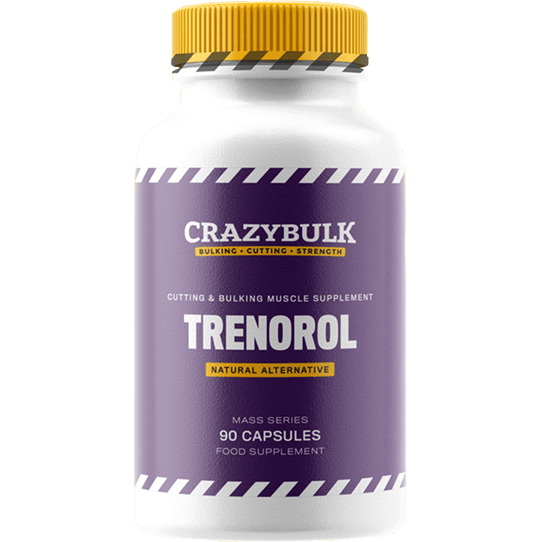 CRAZYBULK
BULKING • CUTTING • STRENGTH
CUTTING & BULKING MUSCLE SUPPLEMENT
TRENOROL
NATURAL ALTERNATIVE
MASS SERIES
90 CAPSULES
FOOD SUPPLEMENT